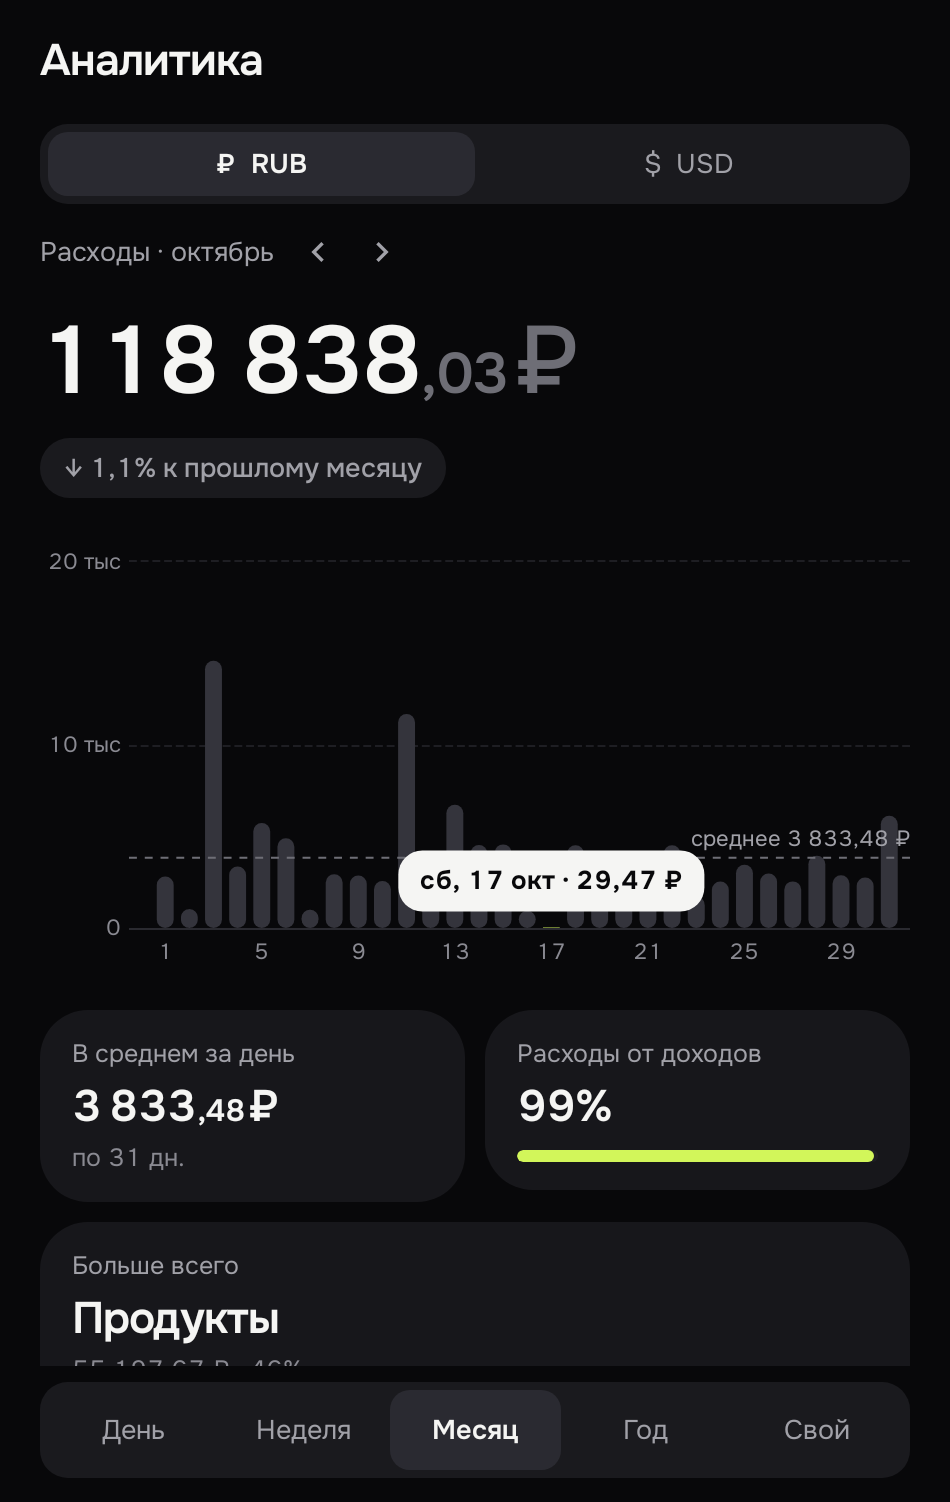 Аналитика
₽ RUB
$ USD
Расходы · октябрь
118 838,03 ₽
↓ 1,1% к прошлому месяцу
20 тыс
10 тыс
среднее 3 833,48 ₽
сб, 17 окт · 29,47 ₽
0
1 5 9 13 17 21 25 29
В среднем за день
3 833,48 ₽
по 31 дн.
Расходы от доходов
99%
Больше всего
Продукты
День Неделя Месяц Год Свой